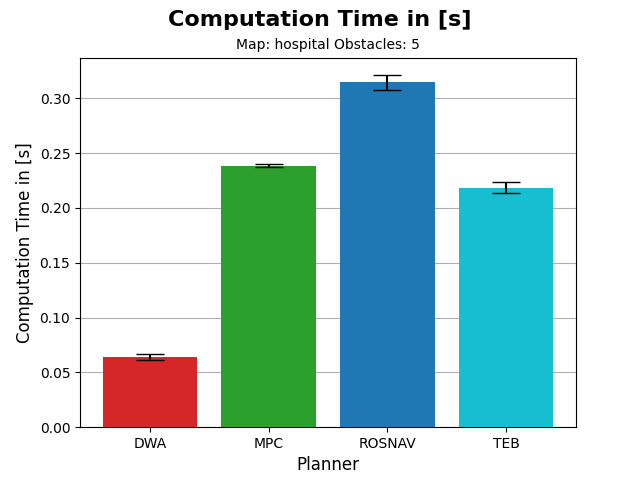 Computation Time in [s]
Map: hospital Obstacles: 5
Computation Time in [s]
0.30
0.25
0.20
0.15
0.10
0.05
0.00
DWA MPC ROSNAV TEB
Planner